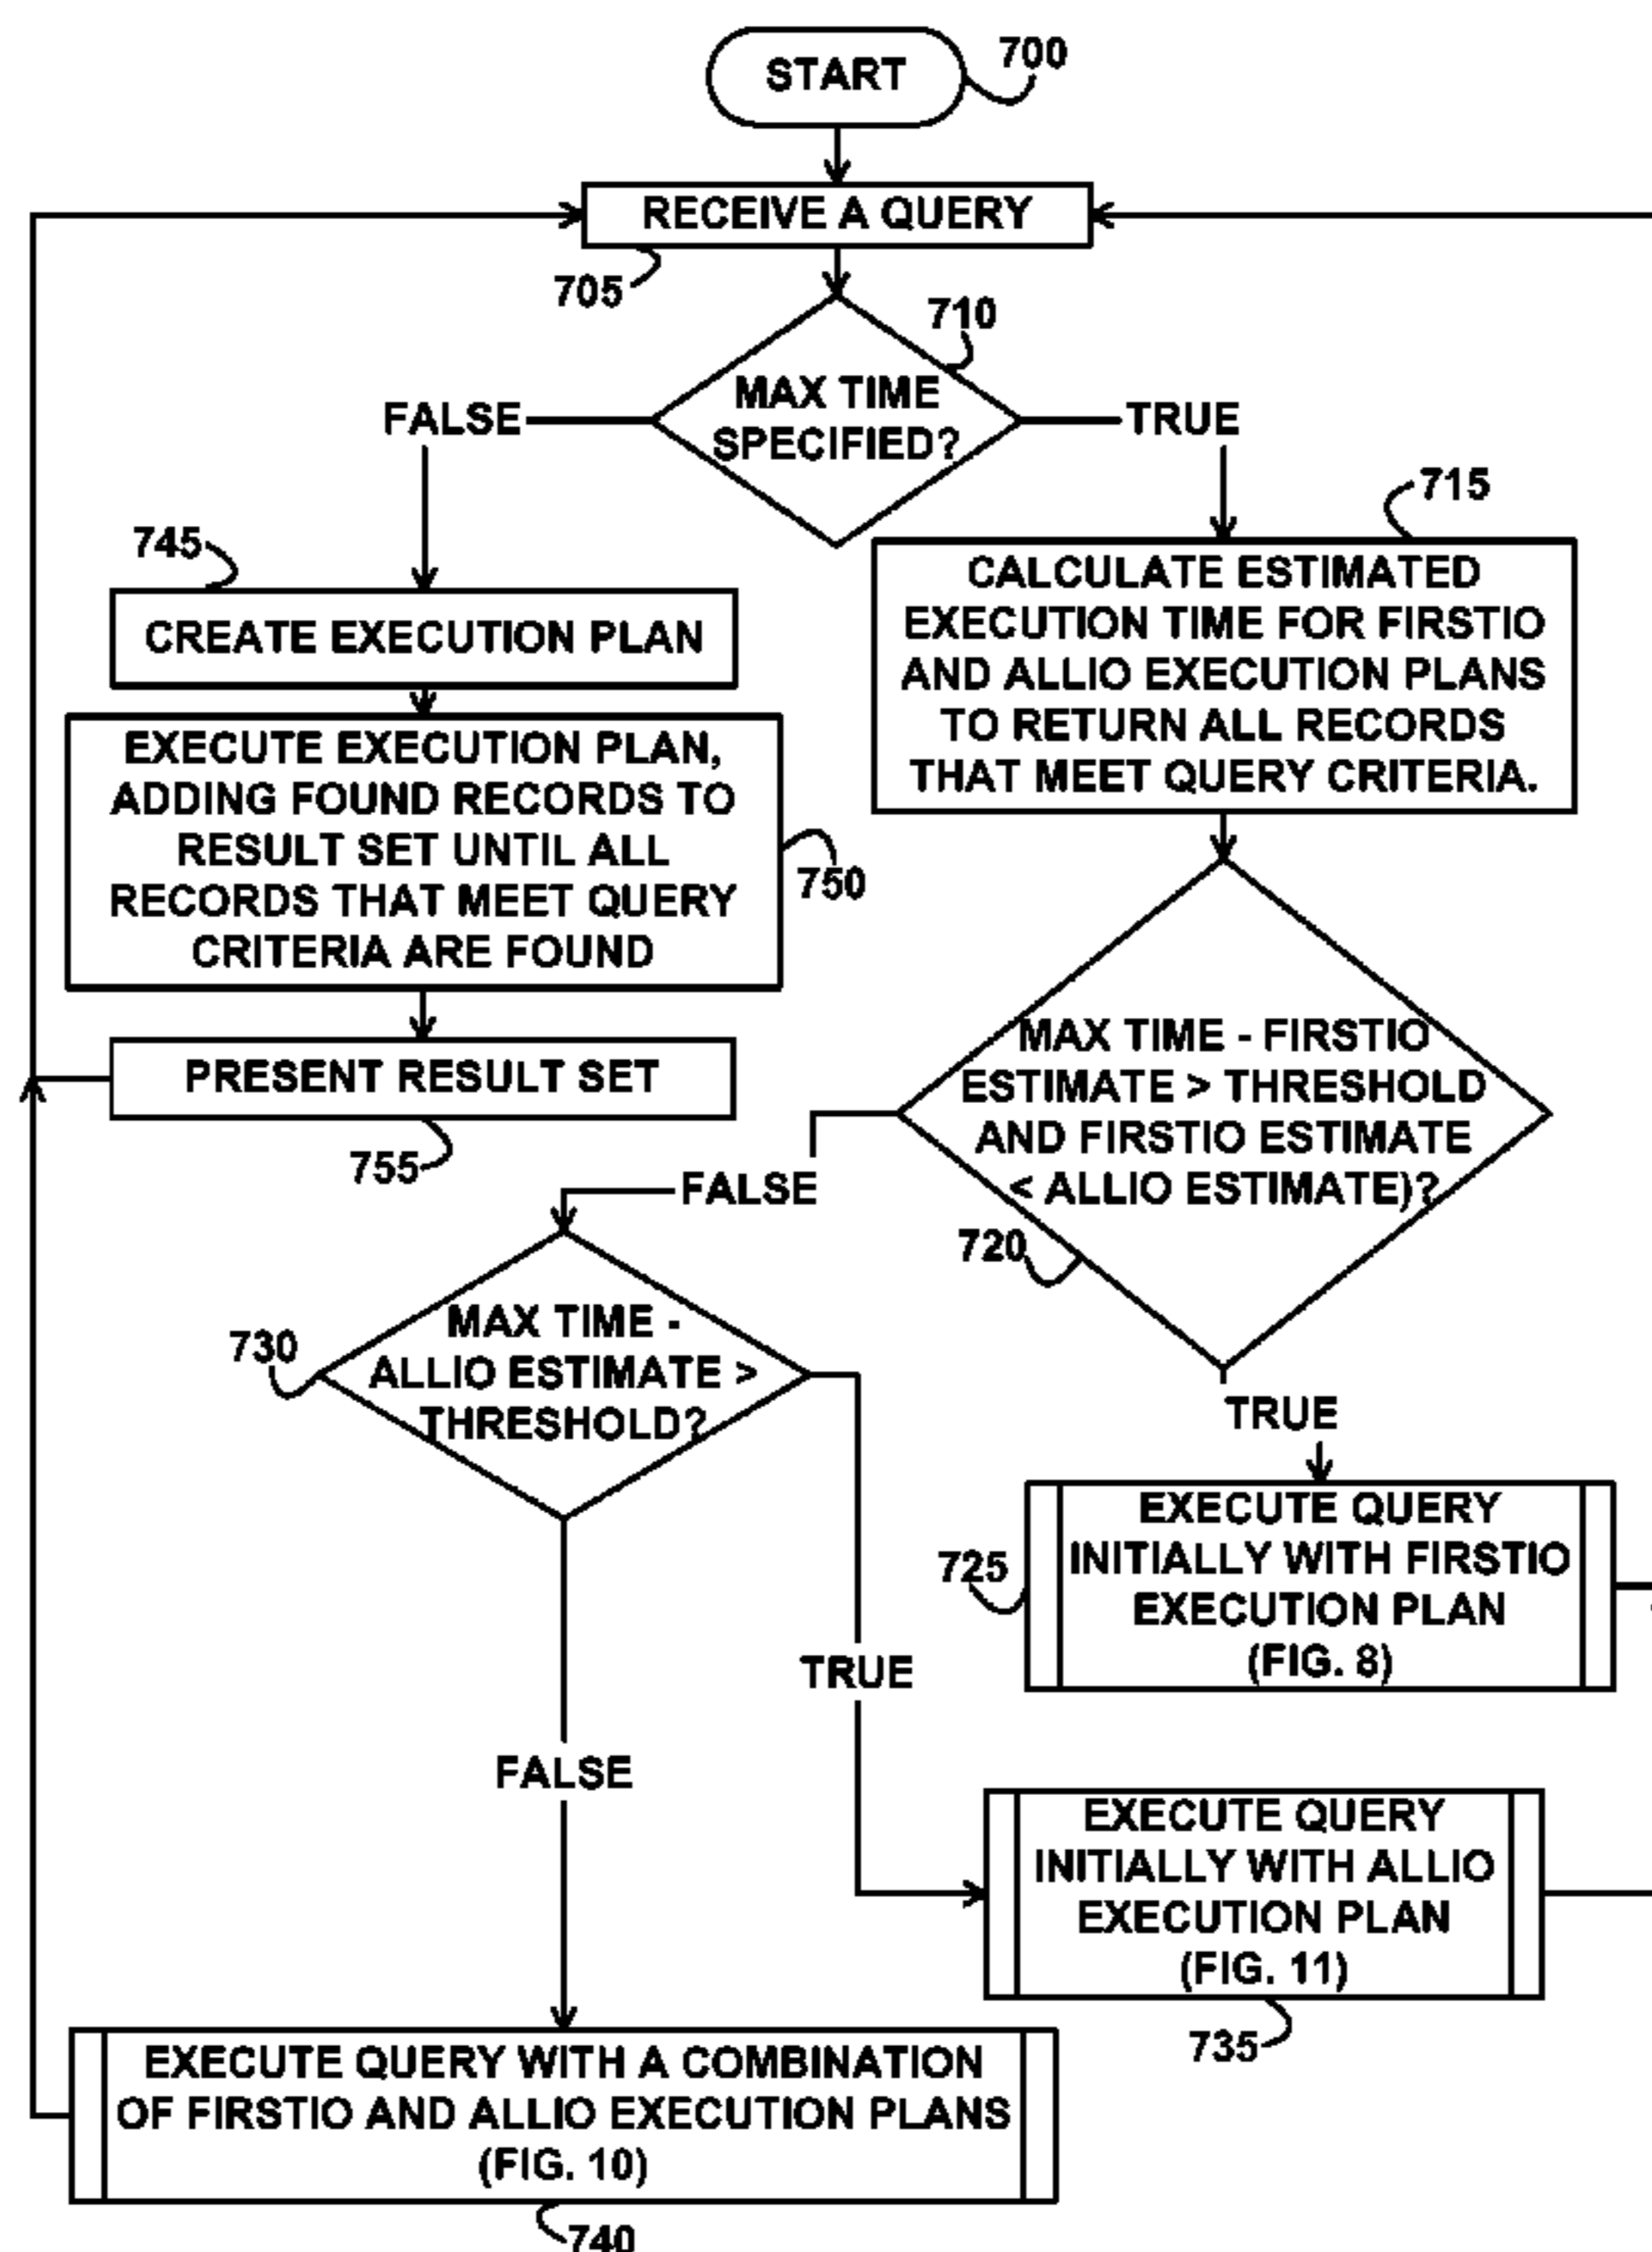 START
700
RECEIVE A QUERY
705
710
MAX TIME
SPECIFIED?
FALSE
TRUE
715
745
CREATE EXECUTION PLAN
CALCULATE ESTIMATED
EXECUTION TIME FOR FIRSTIO
AND ALLIO EXECUTION PLANS
TO RETURN ALL RECORDS
THAT MEET QUERY CRITERIA.
EXECUTE EXECUTION PLAN,
ADDING FOUND RECORDS TO
RESULT SET UNTIL ALL
RECORDS THAT MEET QUERY
CRITERIA ARE FOUND
750
PRESENT RESULT SET
755
MAX TIME - FIRSTIO
ESTIMATE > THRESHOLD
AND FIRSTIO ESTIMATE
< ALLIO ESTIMATE)?
720
FALSE
TRUE
730
MAX TIME -
ALLIO ESTIMATE >
THRESHOLD?
725
EXECUTE QUERY
INITIALLY WITH FIRSTIO
EXECUTION PLAN
(FIG. 8)
TRUE
FALSE
EXECUTE QUERY
INITIALLY WITH ALLIO
EXECUTION PLAN
(FIG. 11)
735
EXECUTE QUERY WITH A COMBINATION
OF FIRSTIO AND ALLIO EXECUTION PLANS
(FIG. 10)
740